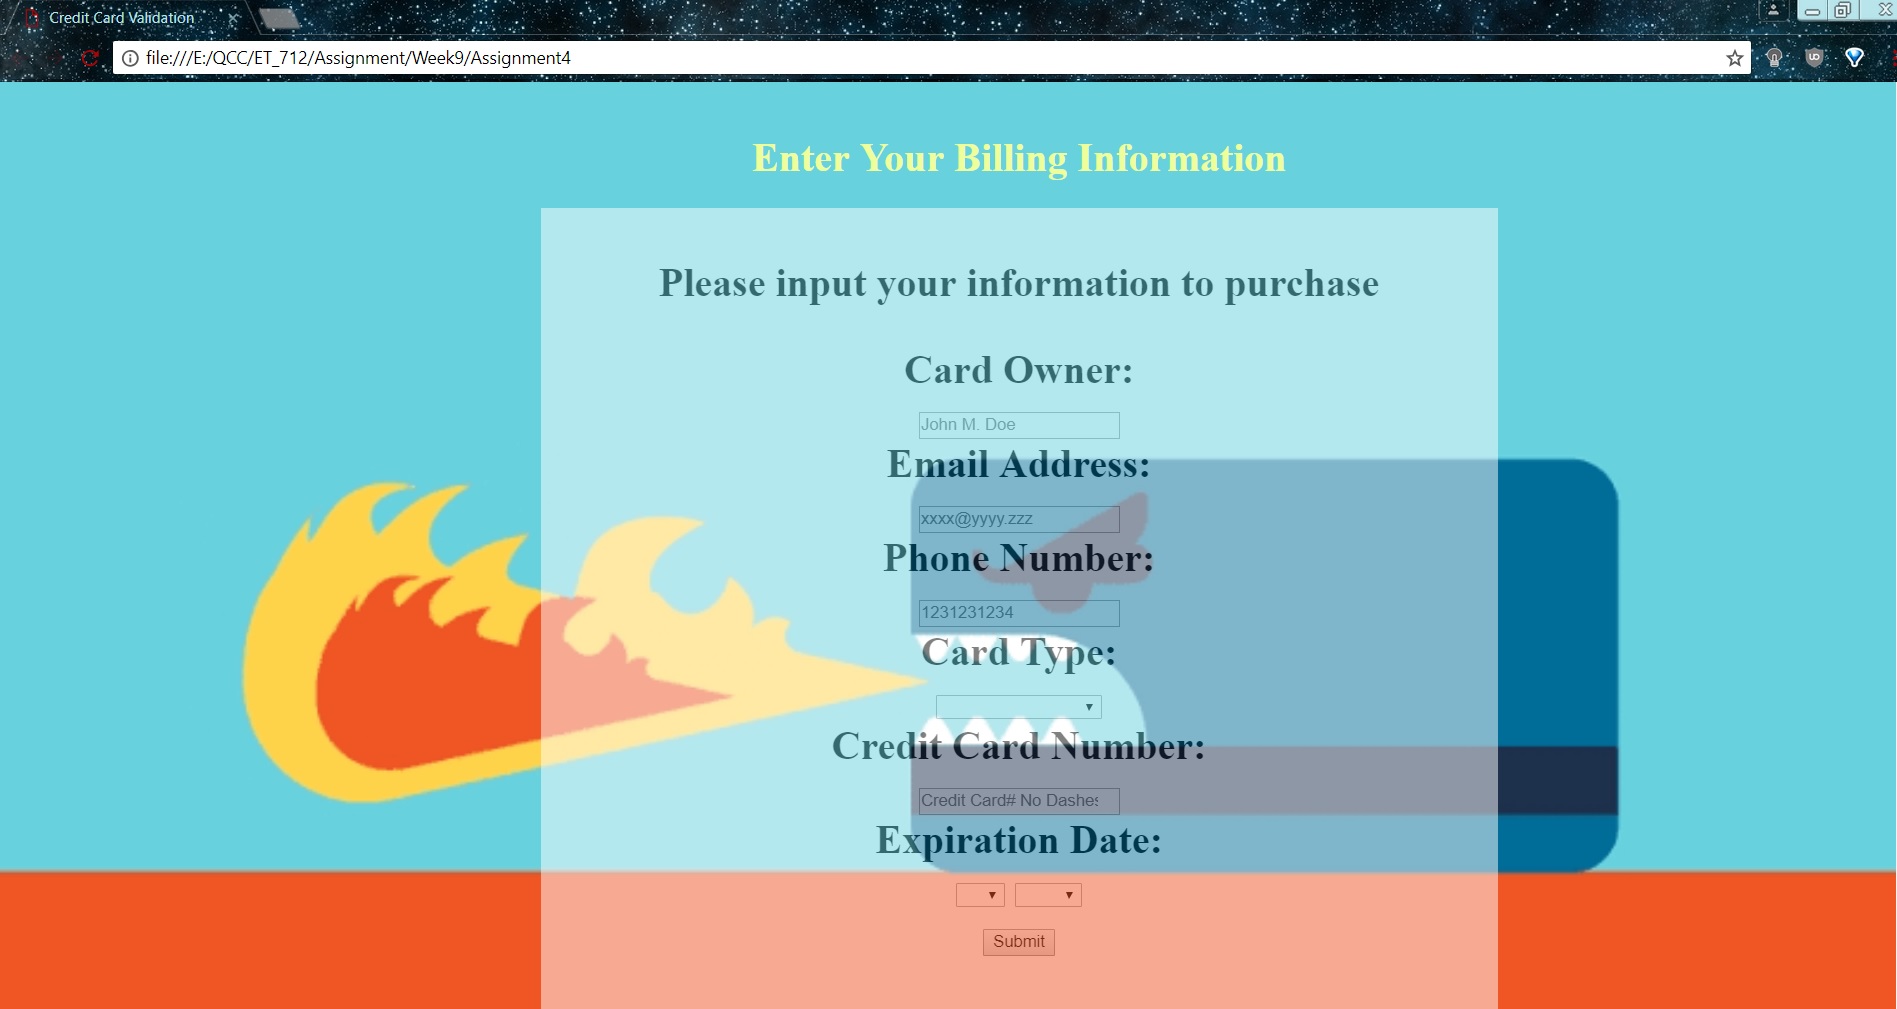 Credit Card Validation
file:///E:/QCC/ET_712/Assignment/Week9/Assignment4
Enter Your Billing Information
Please input your information to purchase
Card Owner:
John M. Doe
Email Address:
xxxx@yyyy.zzz
Phone Number:
1231231234
Card Type:
Credit Card Number:
Credit Card# No Dashes
Expiration Date:
Submit